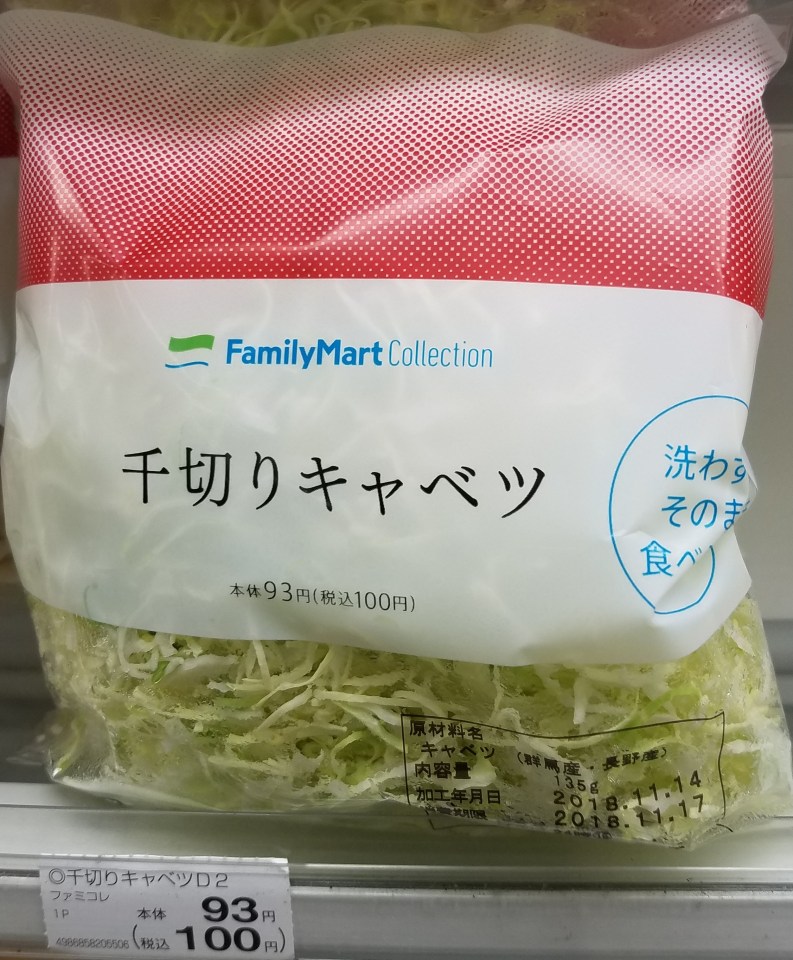 FamilyMart Collection
千切りキャベツ
本体93円(税込100円)
洗わず
そのま
食べ
原材料名
キャベツ (群馬産・長野産)
内容量 135g
加工年月日 2018.11.14
2018.11.17
◎千切りキャベツD2
ファミコレ
1P 本体 93円
4986858205506 (税込 100円)